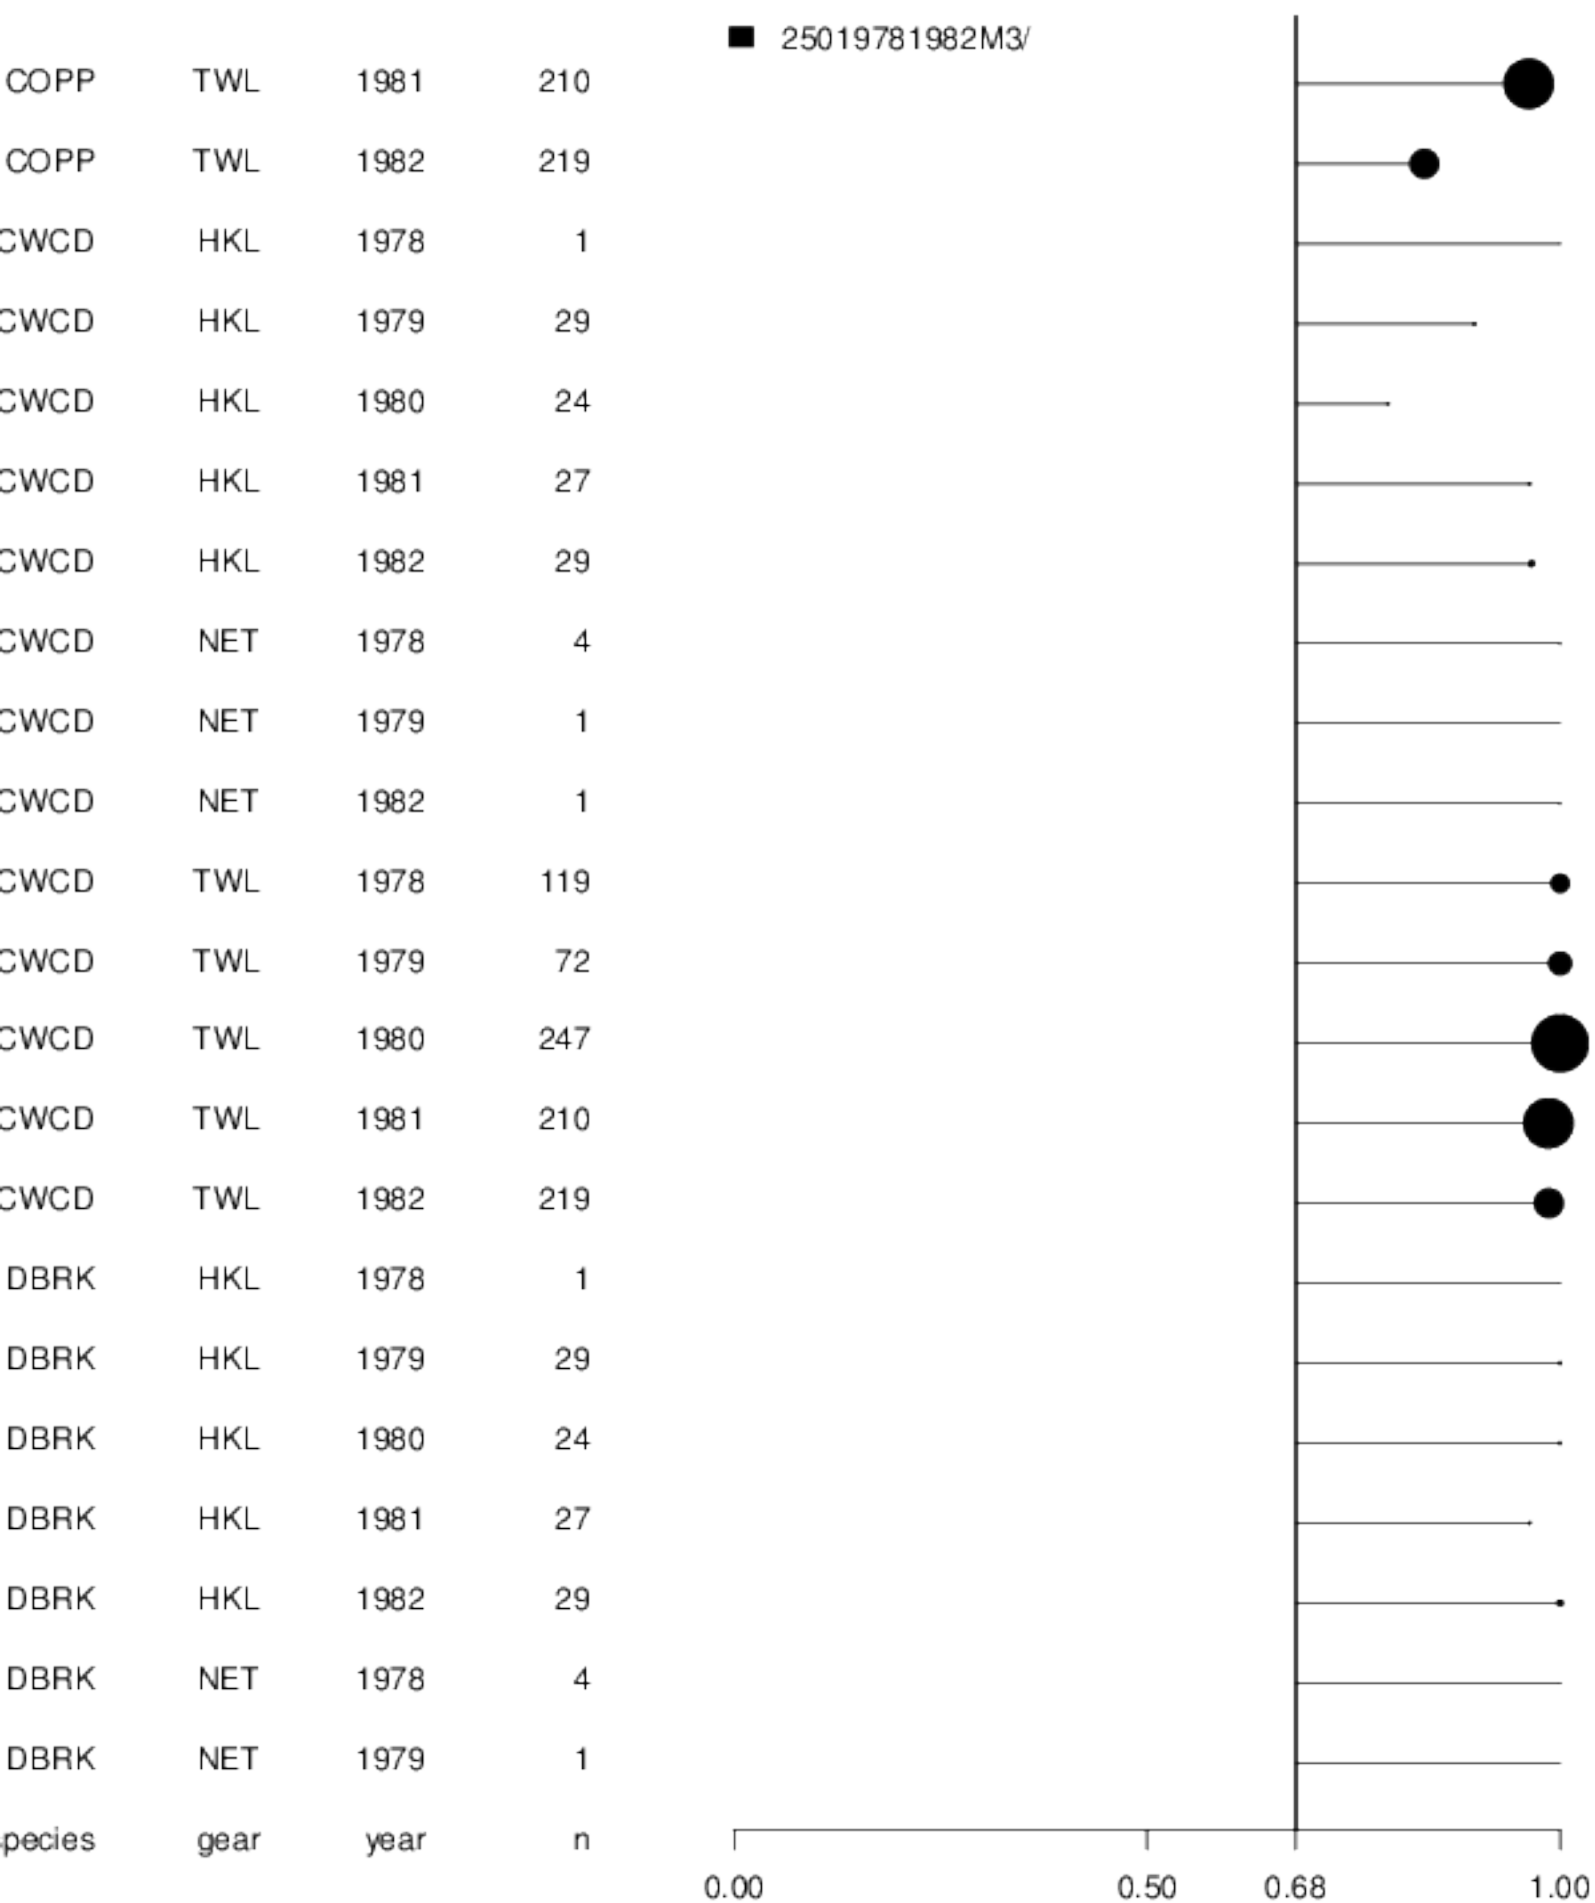 25019781982M3/
COPP TWL 1981 210
COPP TWL 1982 219
CWCD HKL 1978 1
CWCD HKL 1979 29
CWCD HKL 1980 24
CWCD HKL 1981 27
CWCD HKL 1982 29
CWCD NET 1978 4
CWCD NET 1979 1
CWCD NET 1982 1
CWCD TWL 1978 119
CWCD TWL 1979 72
CWCD TWL 1980 247
CWCD TWL 1981 210
CWCD TWL 1982 219
DBRK HKL 1978 1
DBRK HKL 1979 29
DBRK HKL 1980 24
DBRK HKL 1981 27
DBRK HKL 1982 29
DBRK NET 1978 4
DBRK NET 1979 1
pecies gear year n
0.00 0.50 0.68 1.00